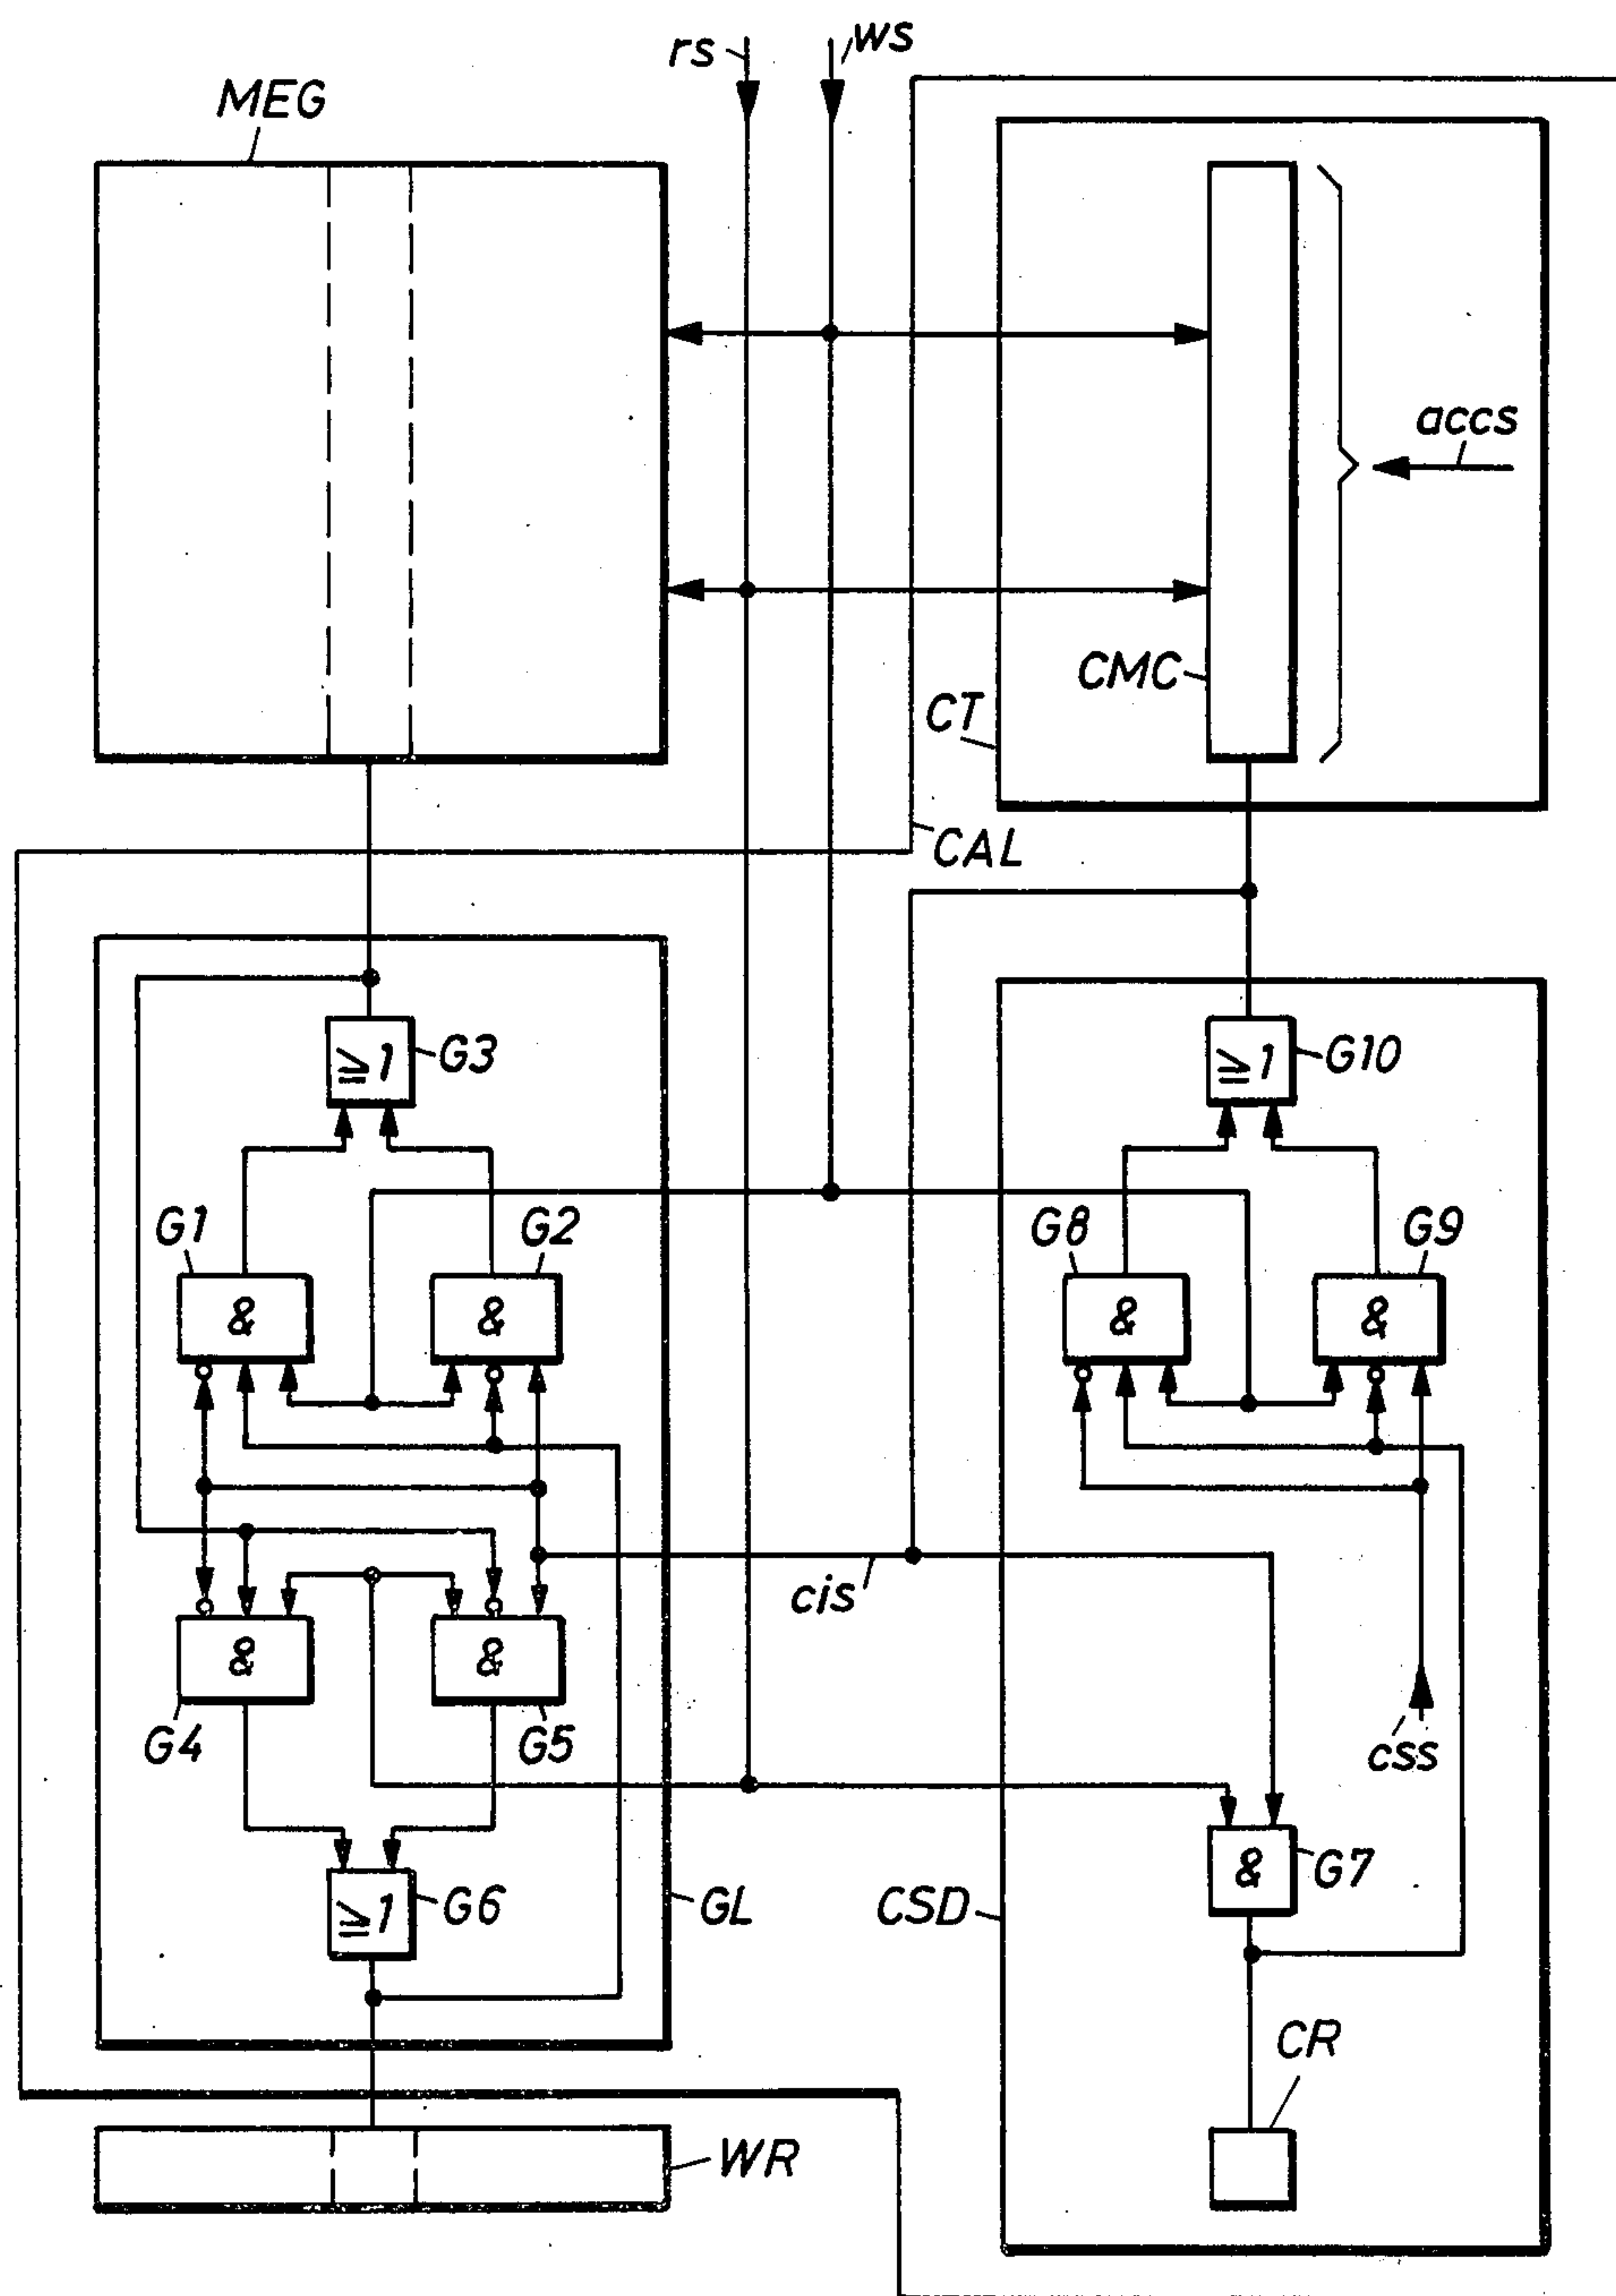 rs
ws
MEG
accs
CMC
CT
CAL
≥1
G3
≥1
G10
G1
G2
G8
G9
&
&
&
&
cis
&
&
G4
G5
css
&
G7
≥1
G6
GL
CSD
CR
WR